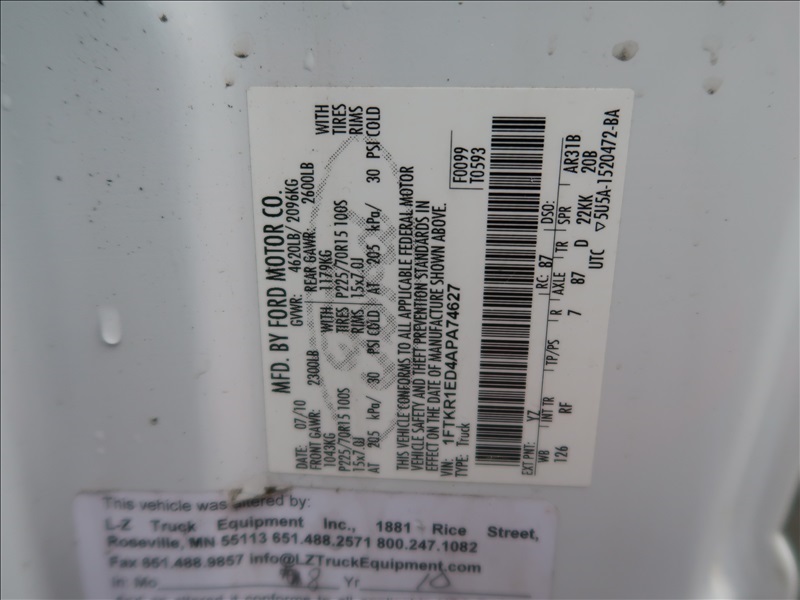 MFD. BY FORD MOTOR CO.
DATE: 07/10 GVWR: 4620LB/ 2096KG
FRONT GAWR: 2300LB REAR GAWR: 2600LB
1043KG WITH 1179KG WITH
P225/70R15 100S TIRES P225/70R15 100S TIRES
15x7.0J RIMS 15x7.0J RIMS
AT 205 kPa/ 30 PSI COLD AT 205 kPa/ 30 PSI COLD
THIS VEHICLE CONFORMS TO ALL APPLICABLE FEDERAL MOTOR
VEHICLE SAFETY AND THEFT PREVENTION STANDARDS IN
EFFECT ON THE DATE OF MANUFACTURE SHOWN ABOVE.
VIN: 1FTKR1ED4APA74627 F0099
TYPE: Truck T0593
EXT PNT: YZ RC: 87 DSO:
WB INT TR TP/PS R AXLE TR SPR AR31B
126 RF 7 87 D 22KK 20B
UTC ▽5U5A-1520472-BA
This vehicle was altered by:
L-Z Truck Equipment Inc., 1881 Rice Street,
Roseville, MN 55113 651.488.2571 800.247.1082
Fax 651.488.9857 info@LZTruckEquipment.com
in Mo 8 Yr 10